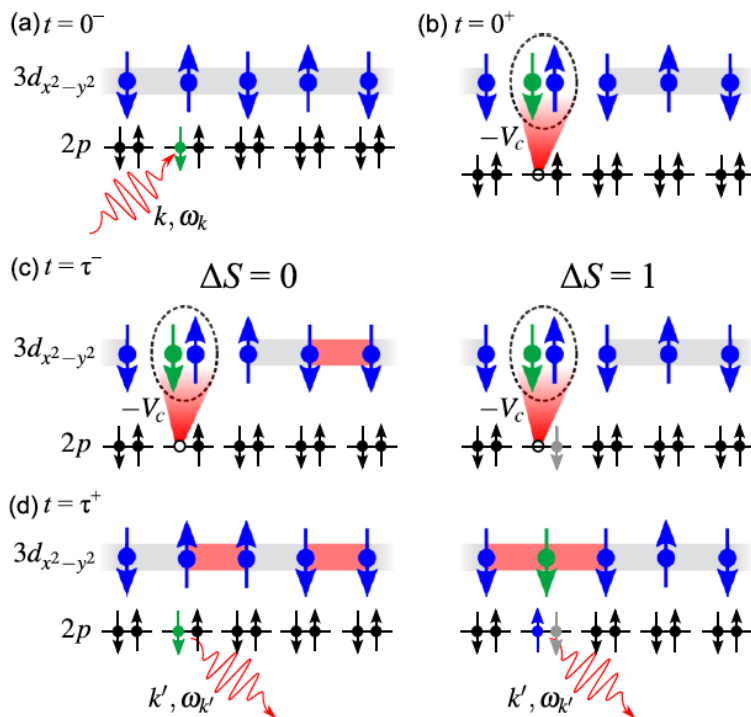 (a) t = 0⁻
3d_{x²−y²}
2p
k, ω_k
(b) t = 0⁺
−V_c
(c) t = τ⁻
ΔS = 0
ΔS = 1
3d_{x²−y²}
−V_c
−V_c
2p
(d) t = τ⁺
3d_{x²−y²}
2p
k′, ω_{k′}
k′, ω_{k′}